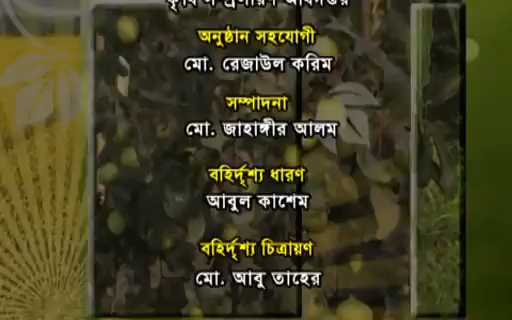 অনুষ্ঠান সহযোগী
মো. রেজাউল করিম
সম্পাদনা
মো. জাহাঙ্গীর আলম
বহির্দৃশ্য ধারণ
আবুল কাশেম
বহির্দৃশ্য চিত্রায়ণ
মো. আবু তাহের